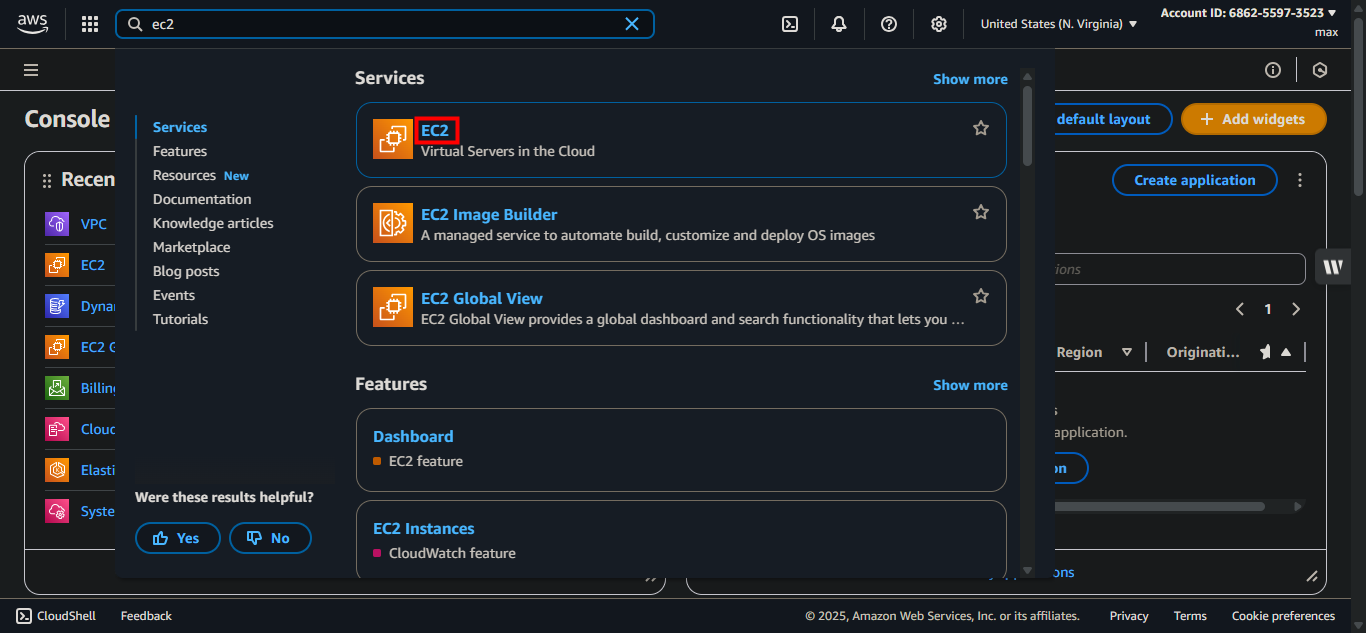 aws
ec2
United States (N. Virginia)
Account ID: 6862-5597-3523
max
Console
default layout
Add widgets
Services
Show more
Services
Features
Resources New
Documentation
Knowledge articles
Marketplace
Blog posts
Events
Tutorials
EC2
Virtual Servers in the Cloud
EC2 Image Builder
A managed service to automate build, customize and deploy OS images
EC2 Global View
EC2 Global View provides a global dashboard and search functionality that lets you ...
Features
Show more
Dashboard
EC2 feature
EC2 Instances
CloudWatch feature
Were these results helpful?
Yes
No
Recen
VPC
EC2
Dyna
EC2 G
Billing
Cloud
Elasti
Syste
Create application
1
Region
Originati...
application.
CloudShell
Feedback
© 2025, Amazon Web Services, Inc. or its affiliates.
Privacy
Terms
Cookie preferences